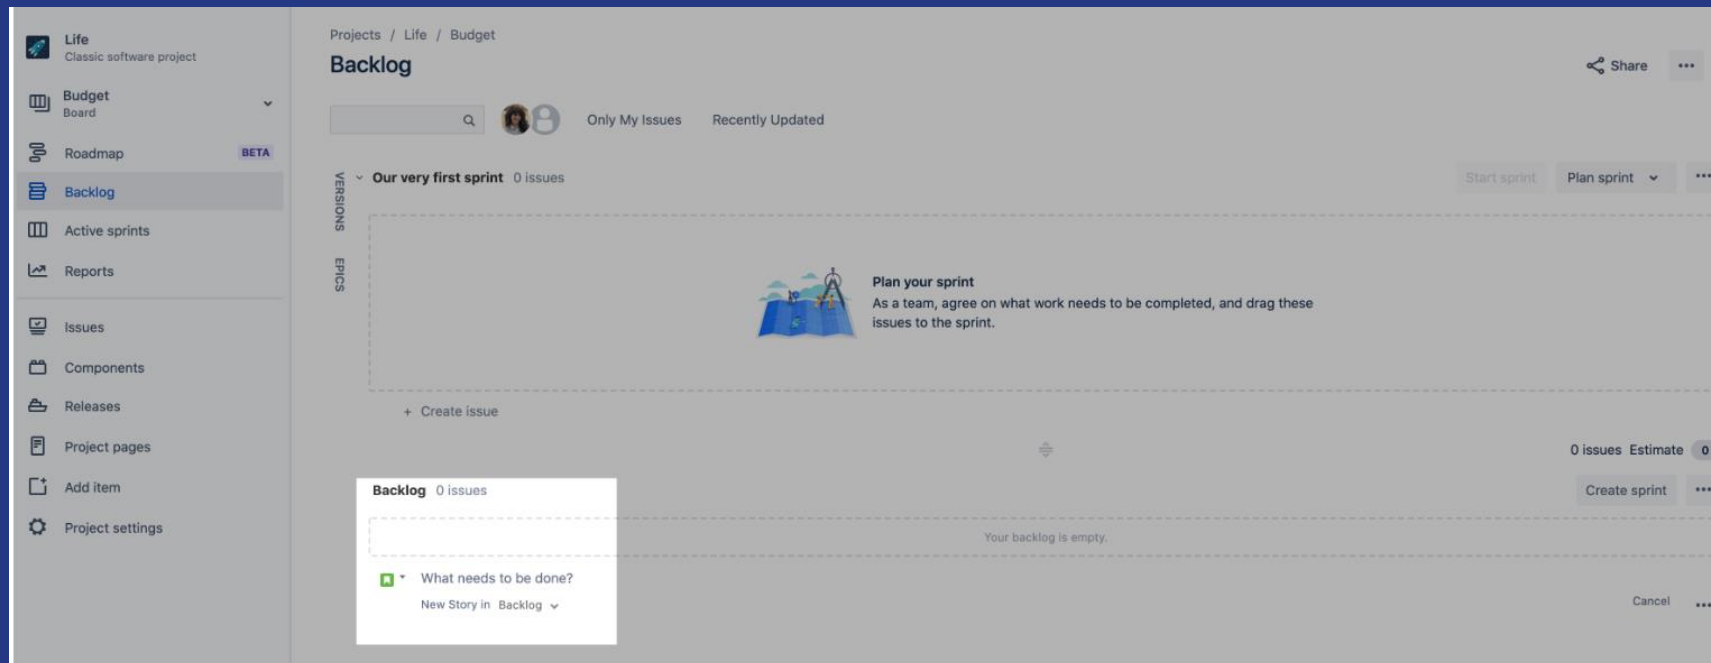 Life
Classic software project
Budget
Board
Roadmap BETA
Backlog
Active sprints
Reports
Issues
Components
Releases
Project pages
Add item
Project settings
Projects / Life / Budget
Backlog
Share
Only My Issues Recently Updated
VERSIONS
EPICS
Our very first sprint 0 issues
Start sprint Plan sprint
Plan your sprint
As a team, agree on what work needs to be completed, and drag these
issues to the sprint.
+ Create issue
0 issues Estimate 0
Backlog 0 issues
Create sprint
Your backlog is empty.
What needs to be done?
New Story in Backlog
Cancel